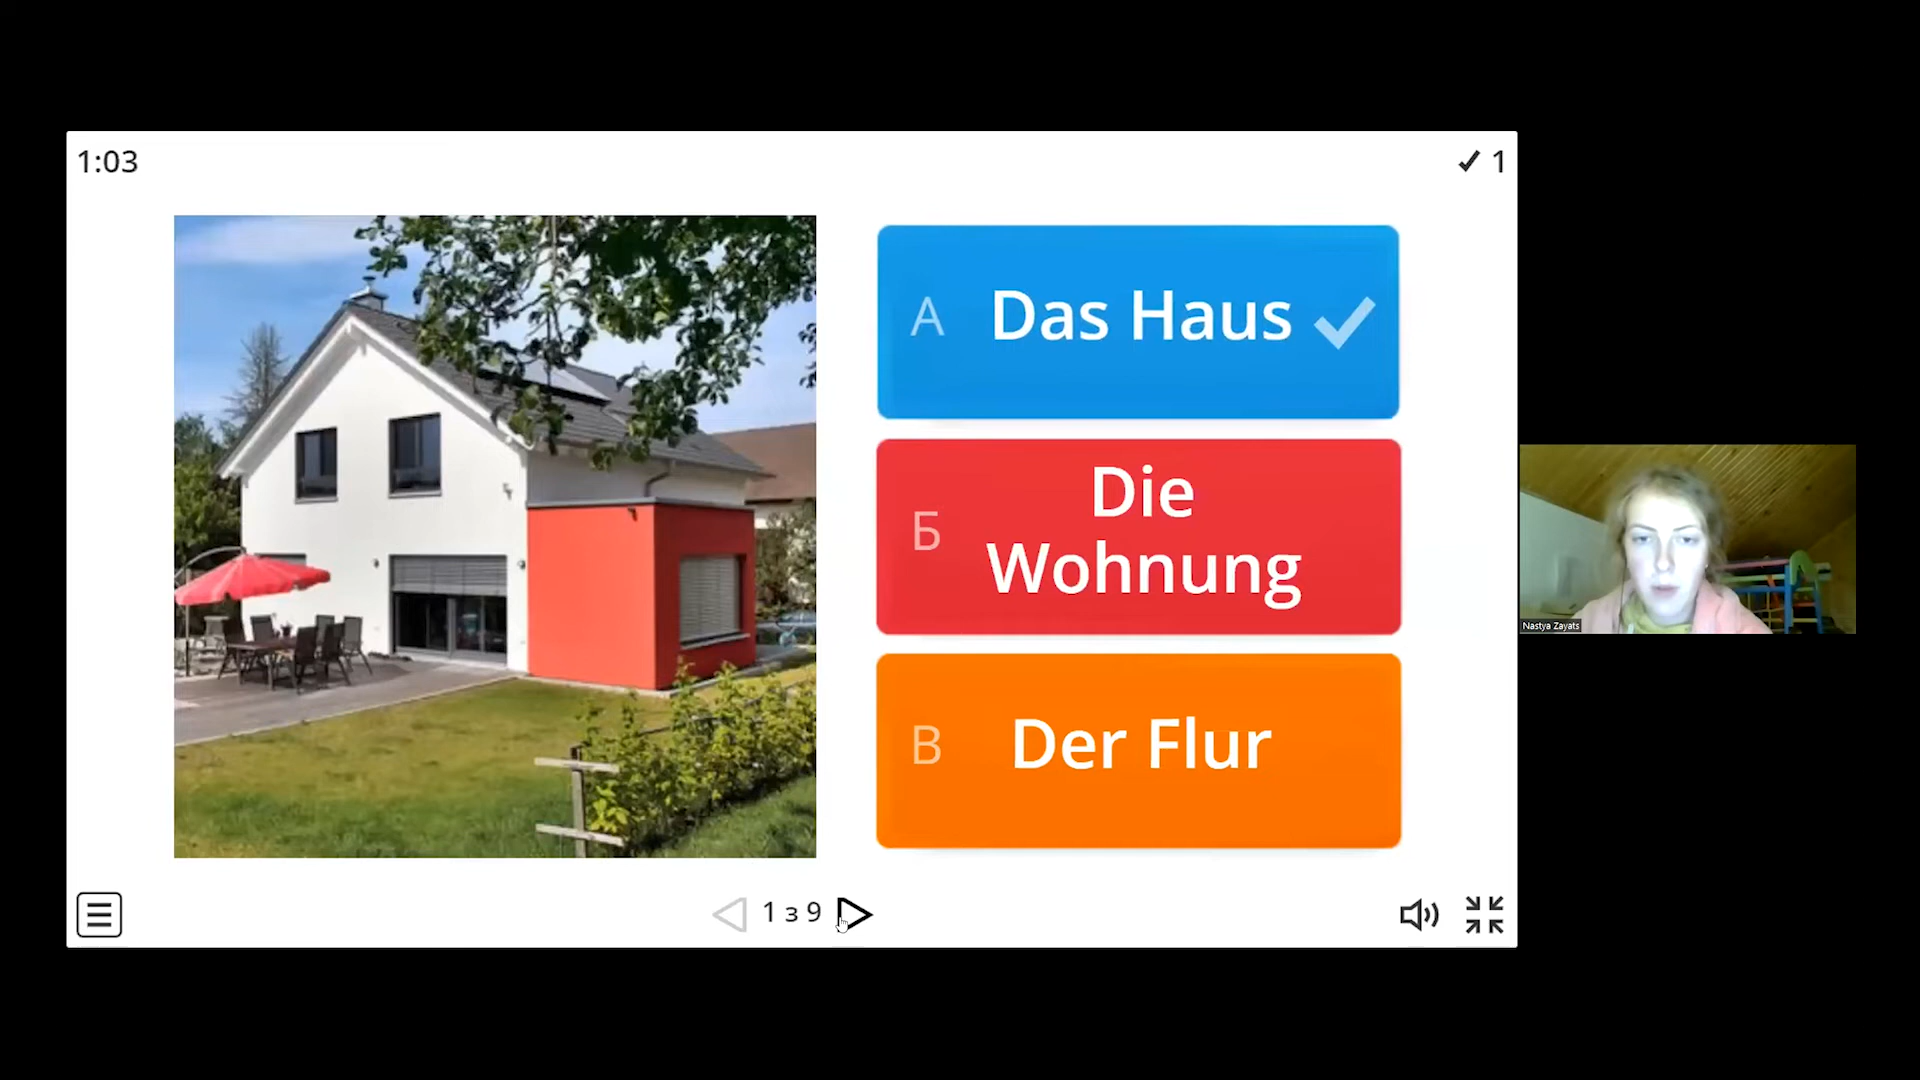 1:03
✓ 1
А Das Haus
Б Die
Wohnung
В Der Flur
Nastya Zayats
1 з 9